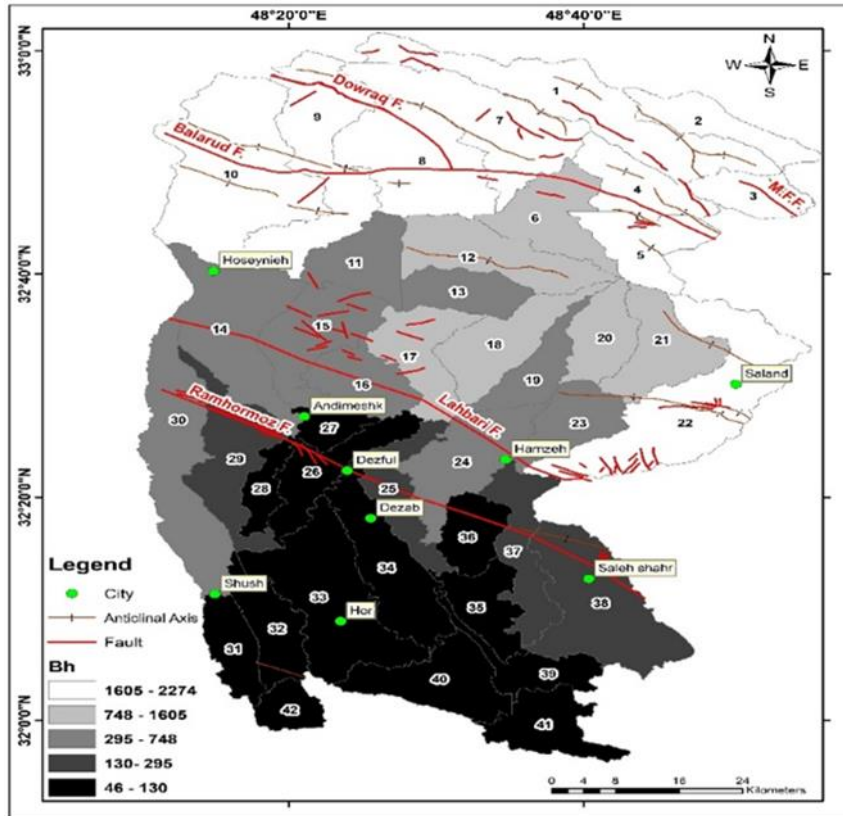 48°20'0"E 48°40'0"E
33°0'0"N
32°40'0"N
32°20'0"N
32°0'0"N
N
W E
S
Dowraq F.
Balarud F.
M.F.F.
Lahbari F.
Ramhormoz F.
1
2
7
9
8
10
4
3
6
5
12
11
Hoseynieh
13
14
15
17
18
20
21
16
19
Saland
Andimeshk
30
27
23
22
24
Hamzeh
29
26
Dezful
28
25
Dezab
36
37
34
Saleh shahr
Shush
33
35
38
Hor
32
31
39
40
42
41
Legend
City
Anticlinal Axis
Fault
Bh
1605 - 2274
748 - 1605
295 - 748
130 - 295
46 - 130
0 2 4 8 16 24
Kilometers